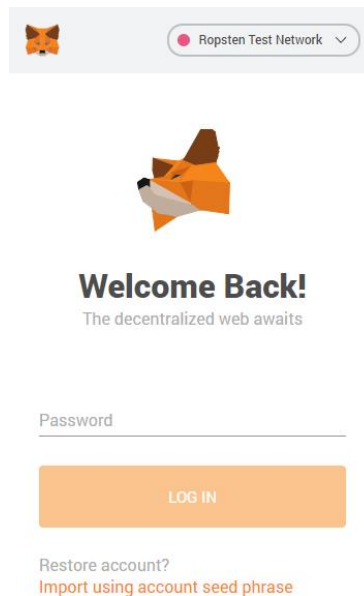 Ropsten Test Network
Welcome Back!
The decentralized web awaits
Password
LOG IN
Restore account?
Import using account seed phrase